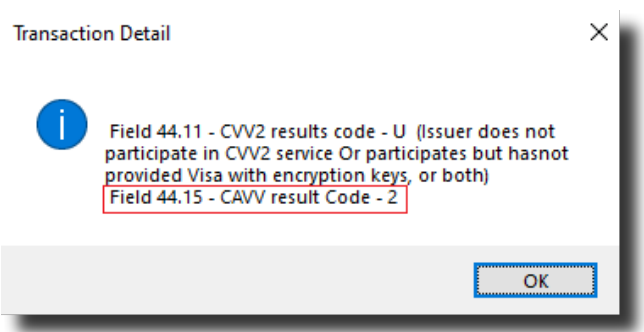 Transaction Detail
Field 44.11 - CVV2 results code - U  (Issuer does not
participate in CVV2 service Or participates but hasnot
provided Visa with encryption keys, or both)
Field 44.15 - CAVV result Code - 2
OK